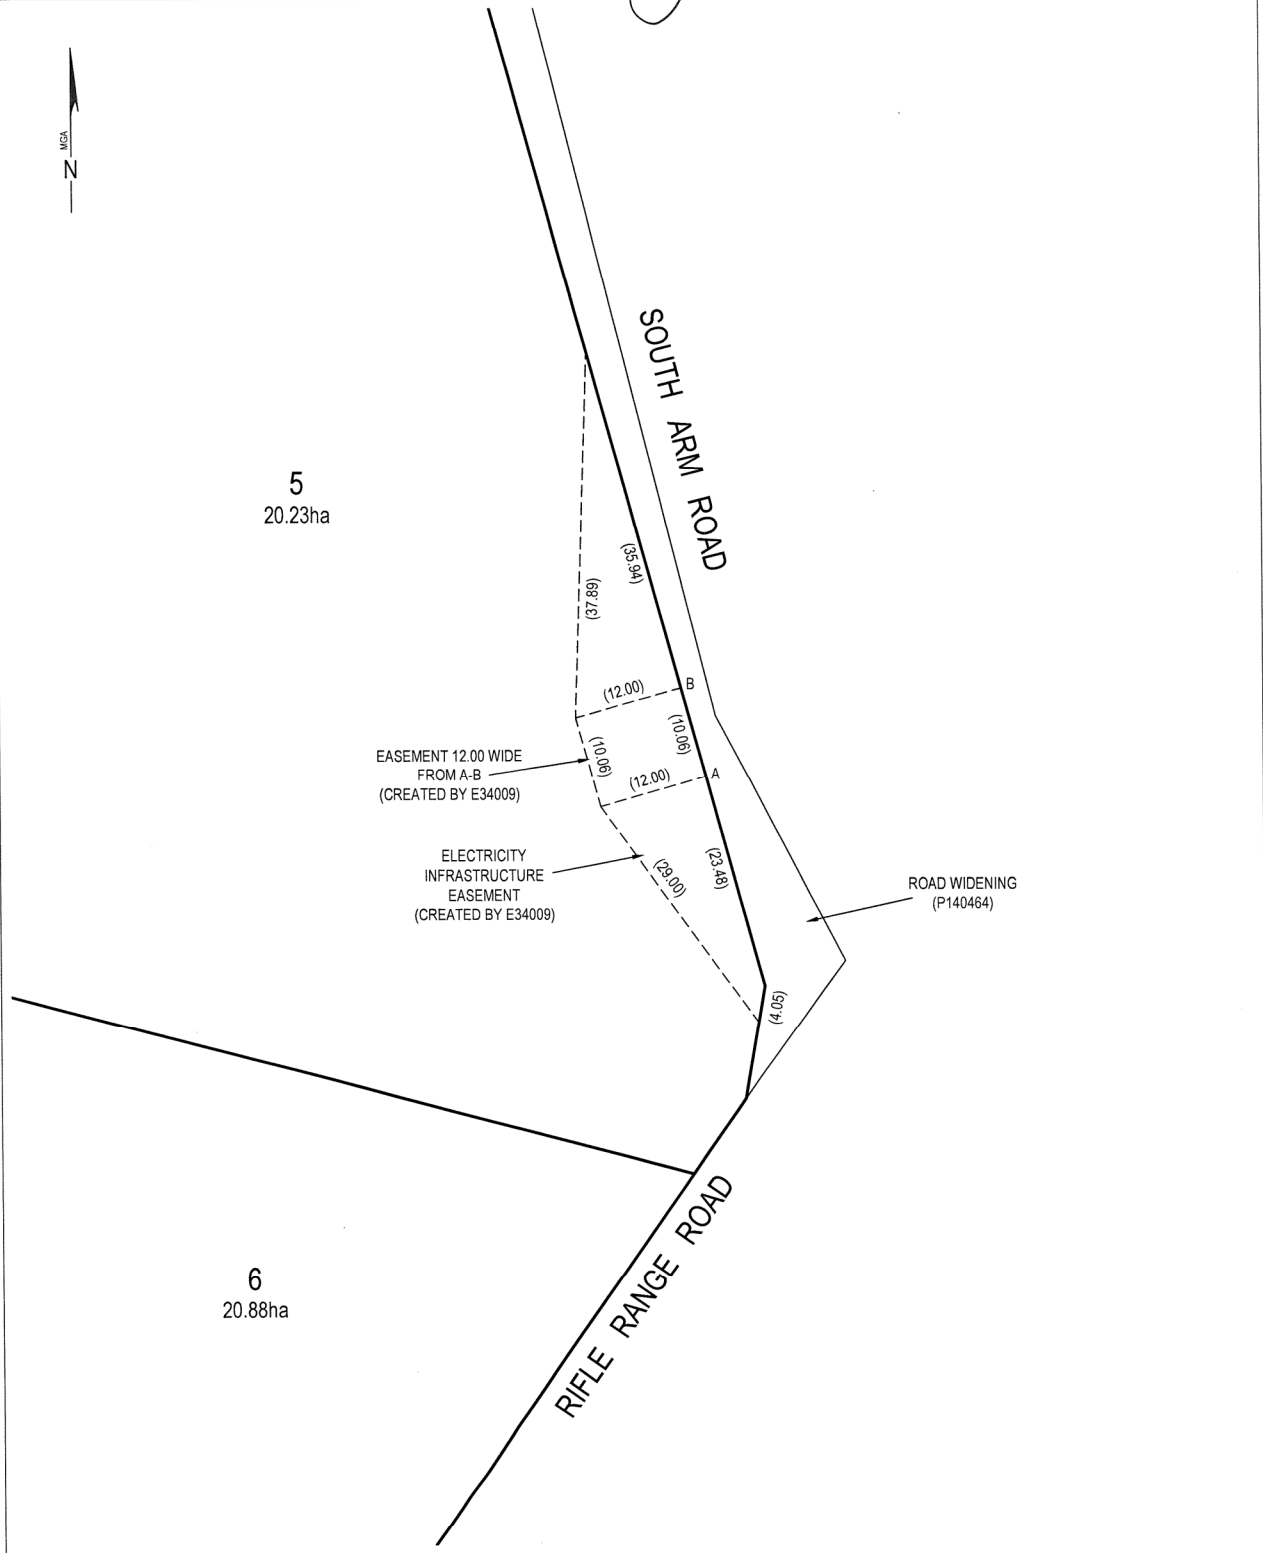 MGA
N
SOUTH ARM ROAD
5
20.23ha
(35.94)
(37.89)
(12.00)
B
(10.06)
(10.06)
EASEMENT 12.00 WIDE
FROM A-B
(CREATED BY E34009)
(12.00)
A
ELECTRICITY
INFRASTRUCTURE
EASEMENT
(CREATED BY E34009)
(29.00)
(23.48)
ROAD WIDENING
(P140464)
(4.05)
RIFLE RANGE ROAD
6
20.88ha